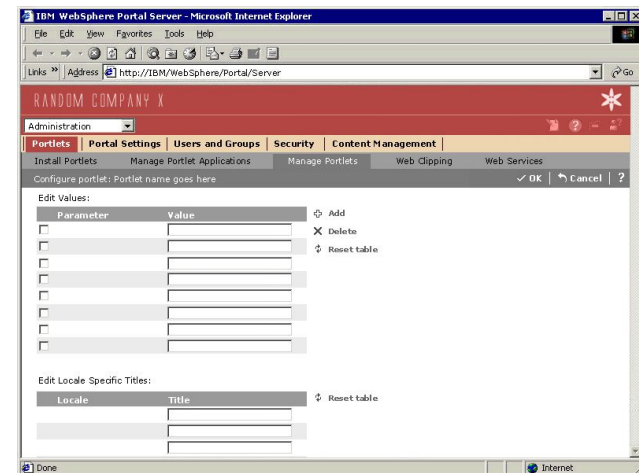 IBM WebSphere Portal Server - Microsoft Internet Explorer
File Edit View Favorites Tools Help
Links » Address http://IBM/WebSphere/Portal/Server Go
RANDOM COMPANY X
Administration
Portlets Portal Settings Users and Groups Security Content Management
Install Portlets Manage Portlet Applications Manage Portlets Web Clipping Web Services
Configure portlet: Portlet name goes here OK Cancel ?
Edit Values:
Parameter Value Add
Delete
Reset table
Edit Locale Specific Titles:
Locale Title Reset table
Done Internet